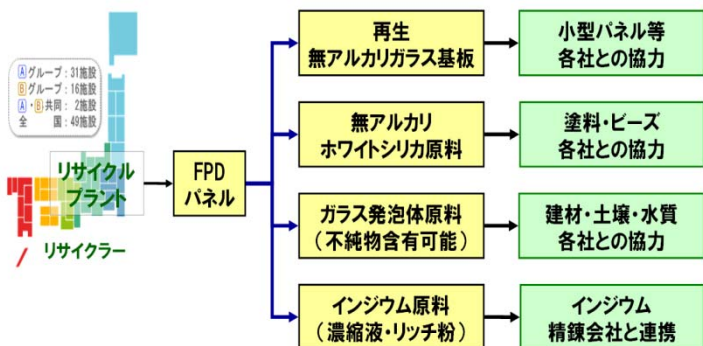 Aグループ：31施設
Bグループ：16施設
A・B共同： 2施設
全 国：49施設
リサイクル
プラント
リサイクラー
FPD
パネル
再生
無アルカリガラス基板
小型パネル等
各社との協力
無アルカリ
ホワイトシリカ原料
塗料・ビーズ
各社との協力
ガラス発泡体原料
（不純物含有可能）
建材・土壌・水質
各社との協力
インジウム原料
（濃縮液・リッチ粉）
インジウム
精錬会社と連携